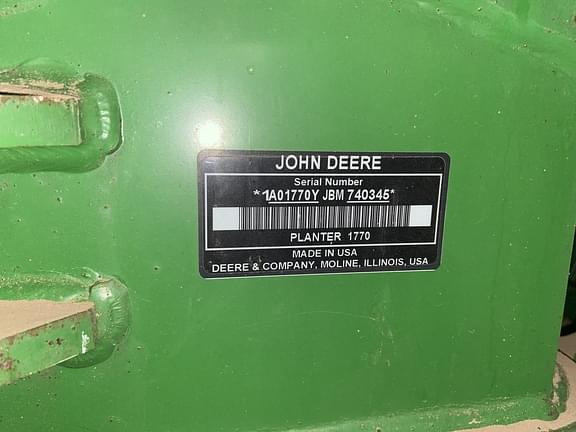 JOHN DEERE
Serial Number
*1A01770Y JBM 740345*
PLANTER 1770
MADE IN USA
DEERE & COMPANY, MOLINE, ILLINOIS, USA